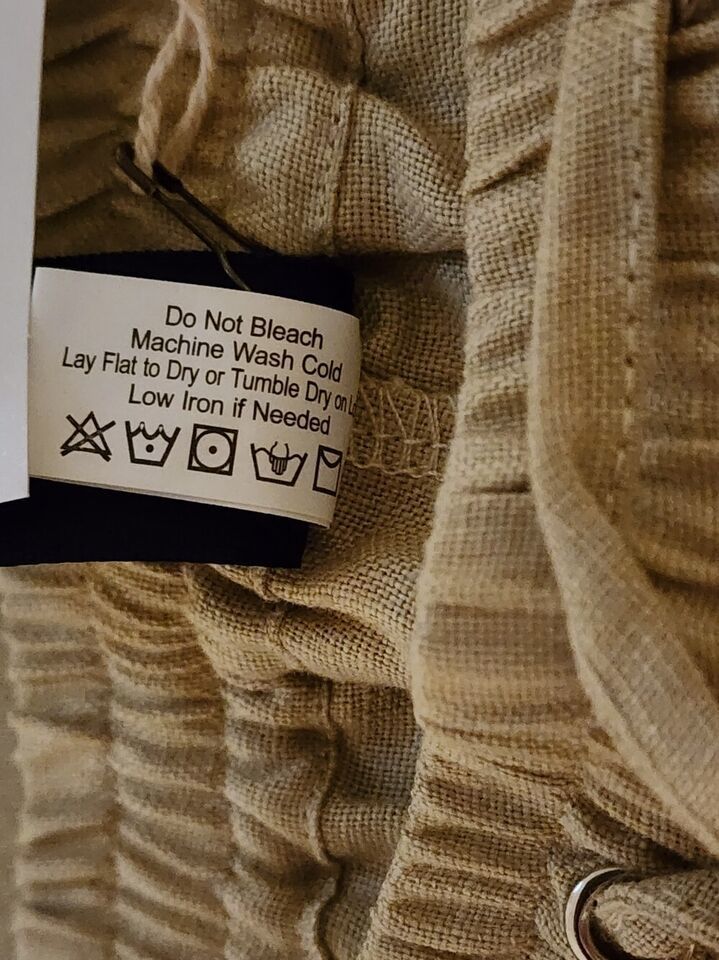 Do Not Bleach
Machine Wash Cold
Lay Flat to Dry or Tumble Dry on
Low Iron if Needed